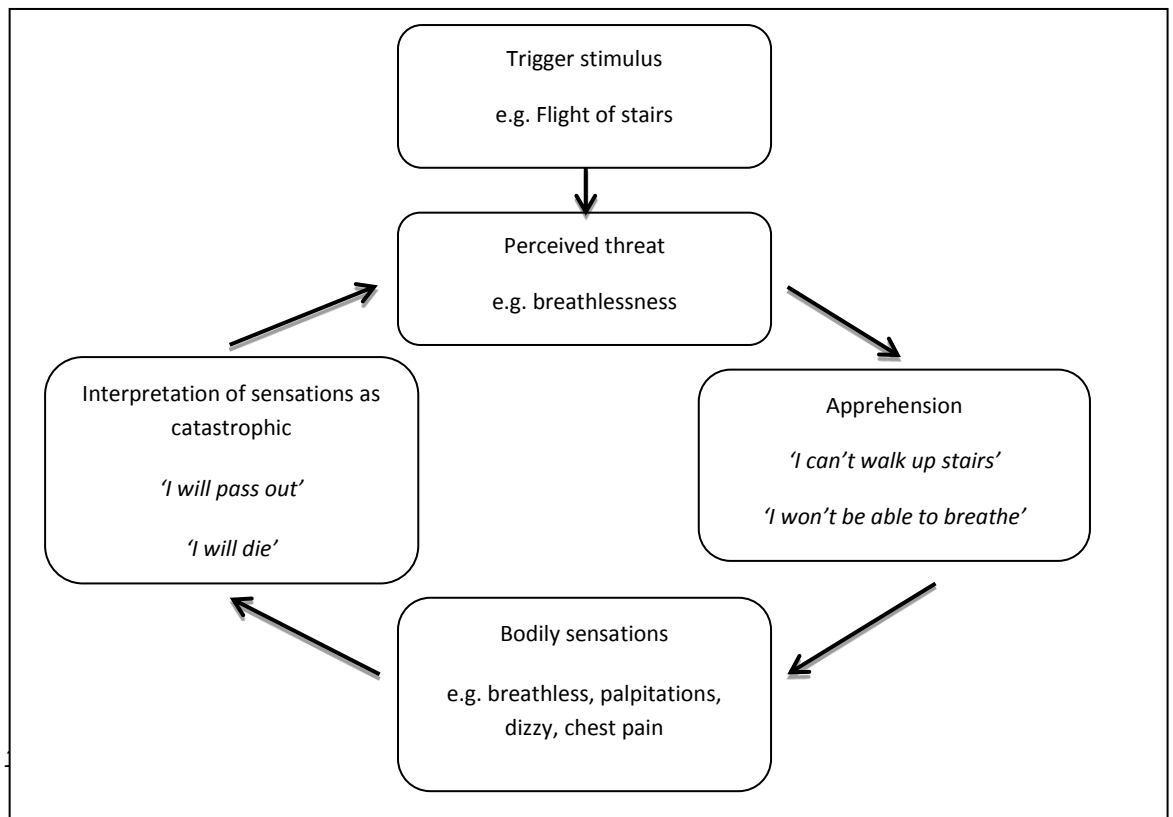 Trigger stimulus
e.g. Flight of stairs
Perceived threat
e.g. breathlessness
Apprehension
‘I can’t walk up stairs’
‘I won’t be able to breathe’
Bodily sensations
e.g. breathless, palpitations,
dizzy, chest pain
Interpretation of sensations as
catastrophic
‘I will pass out’
‘I will die’